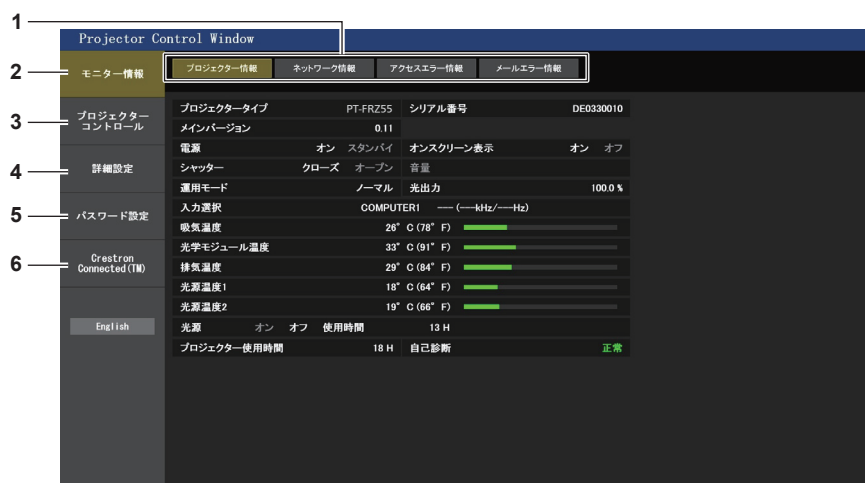 1
Projector Control Window
2
モニター情報
プロジェクター情報 ネットワーク情報 アクセスエラー情報 メールエラー情報
3
プロジェクター
コントロール
4
詳細設定
5
パスワード設定
6
Crestron
Connected(TM)
English
プロジェクタータイプ PT-FRZ55 シリアル番号 DE0330010
メインバージョン 0.11
電源 オン スタンバイ オンスクリーン表示 オン オフ
シャッター クローズ オープン 音量
運用モード ノーマル 光出力 100.0 %
入力選択 COMPUTER1 ––– (–––kHz/–––Hz)
吸気温度 26° C (78° F)
光学モジュール温度 33° C (91° F)
排気温度 29° C (84° F)
光源温度1 18° C (64° F)
光源温度2 19° C (66° F)
光源 オン オフ 使用時間 13 H
プロジェクター使用時間 18 H 自己診断 正常